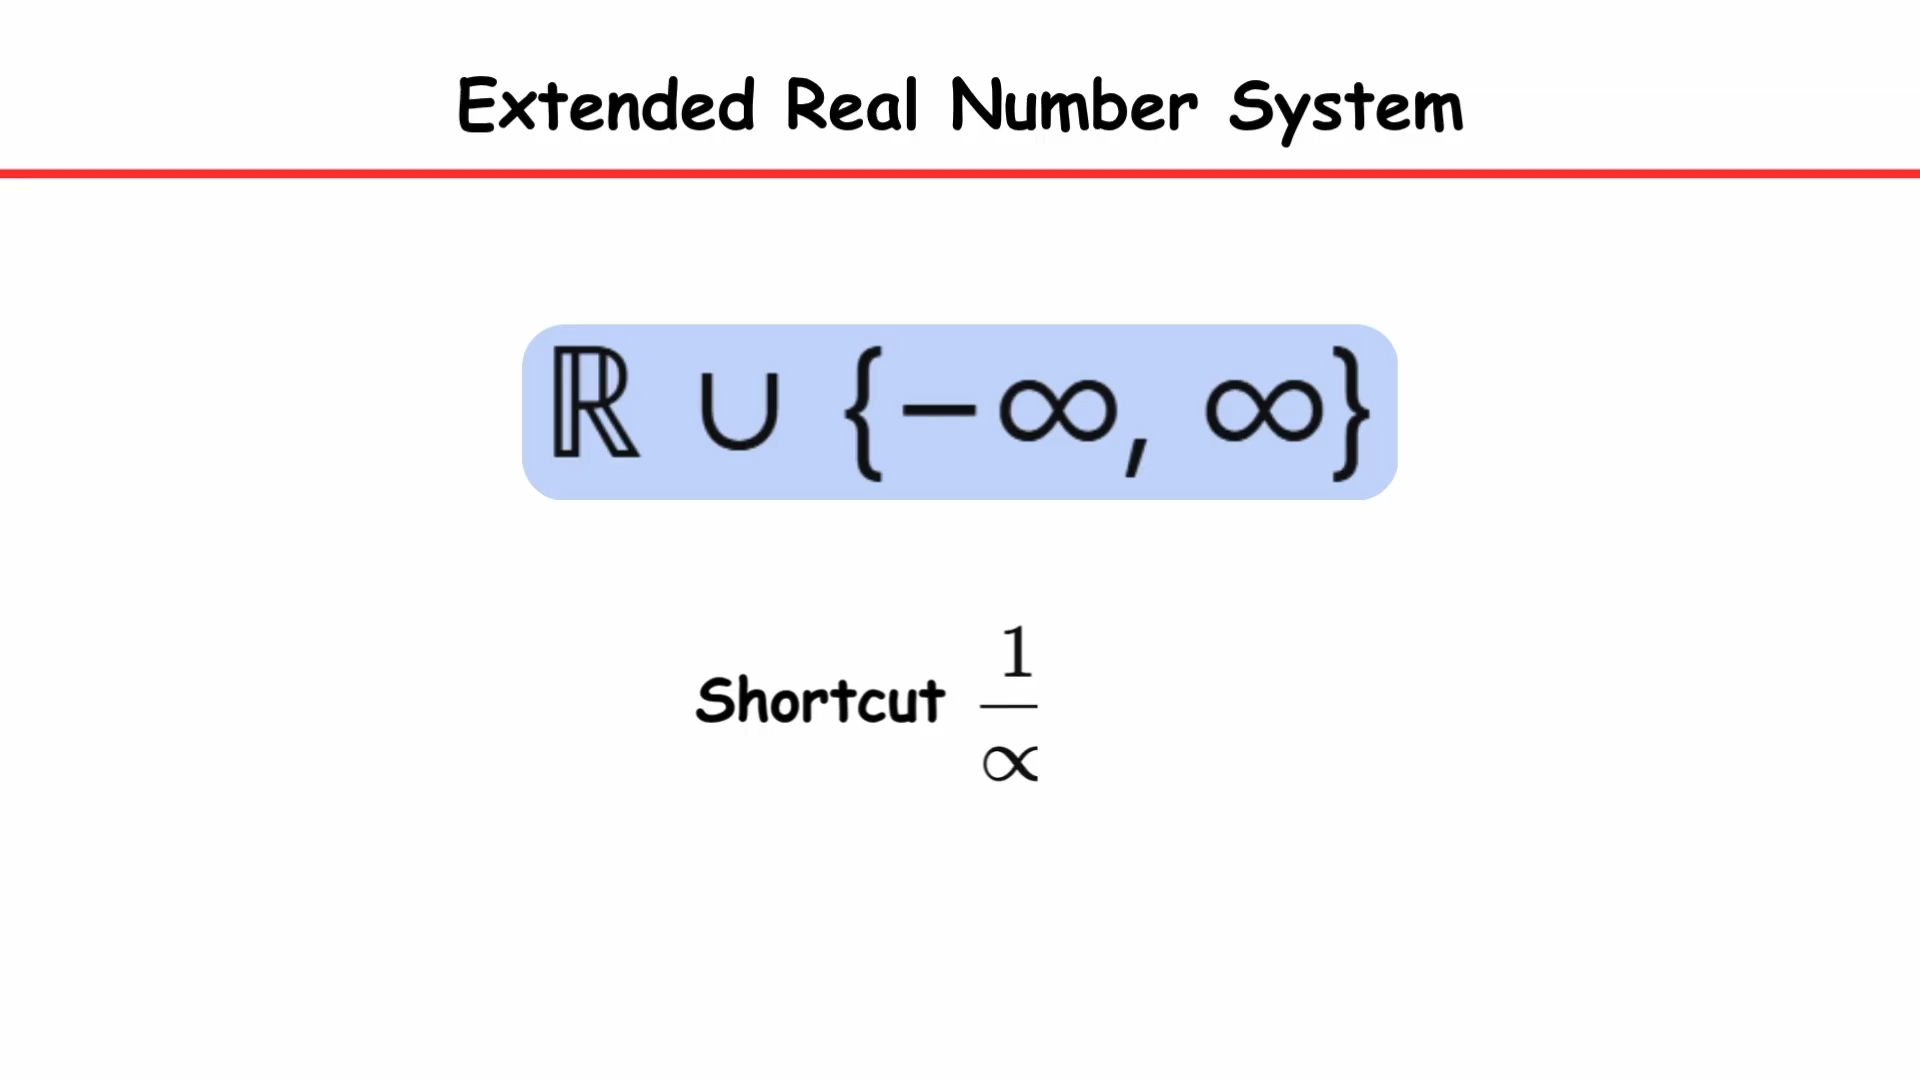 Extended Real Number System
ℝ ∪ {−∞, ∞}
Shortcut 1/∝